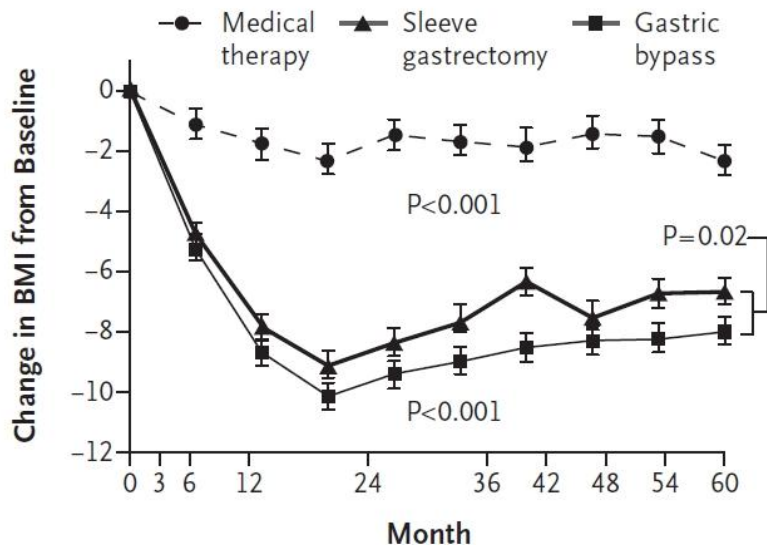 Medical therapy
Sleeve gastrectomy
Gastric bypass
Change in BMI from Baseline
0
−2
−4
−6
−8
−10
−12
P<0.001
P=0.02
P<0.001
0 3 6 12 24 36 42 48 54 60
Month